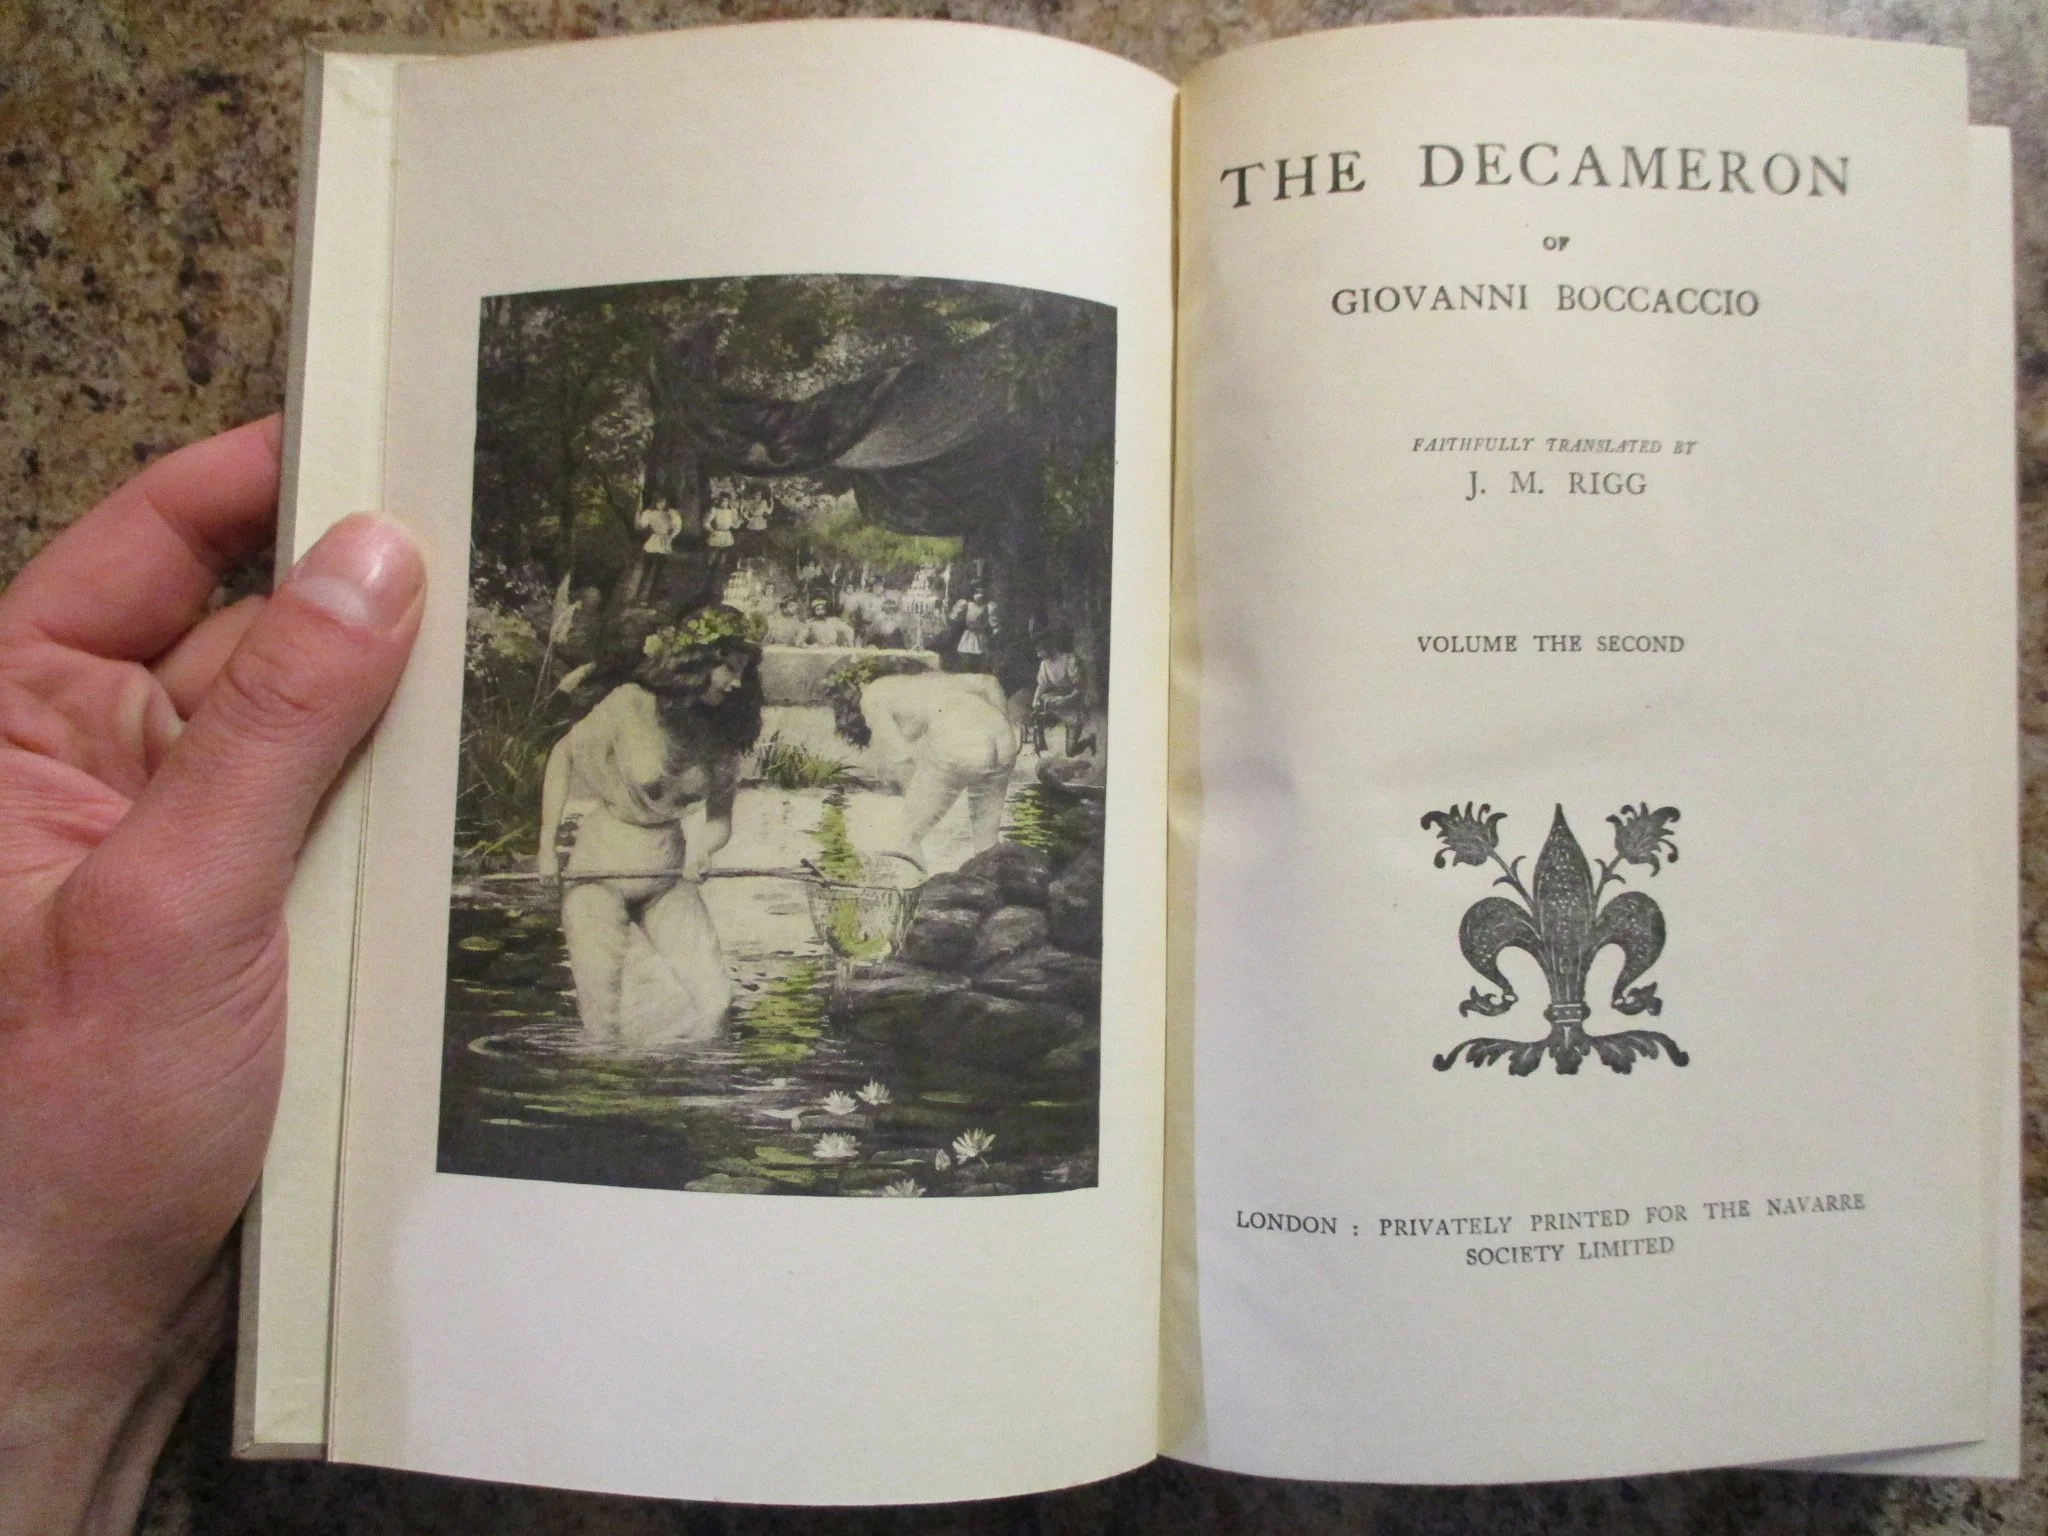 THE DECAMERON
OF
GIOVANNI BOCCACCIO
FAITHFULLY TRANSLATED BY
J. M. RIGG
VOLUME THE SECOND
LONDON : PRIVATELY PRINTED FOR THE NAVARRE
SOCIETY LIMITED